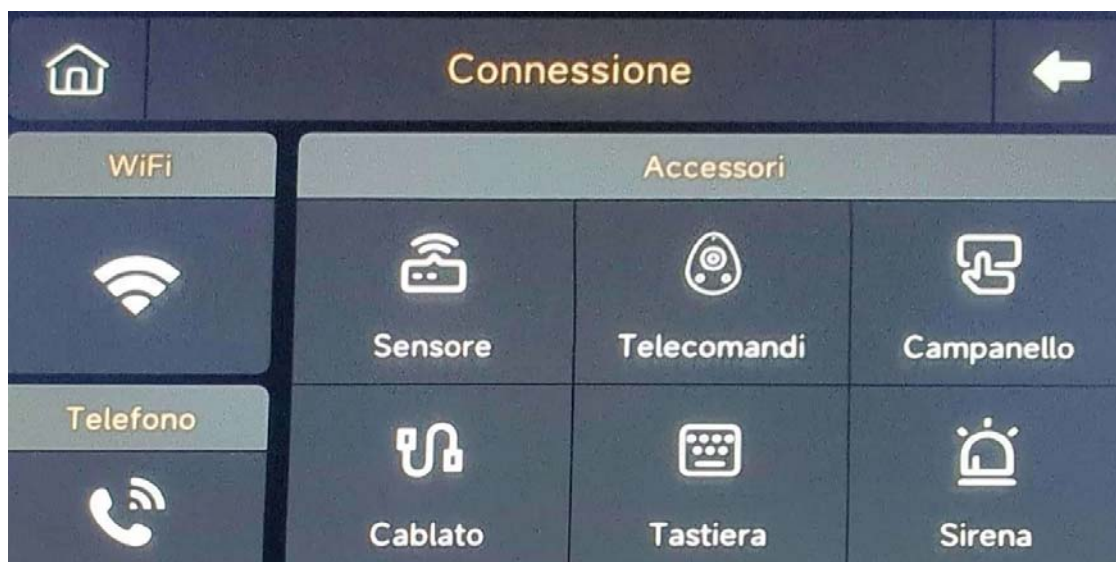 Connessione
WiFi
Accessori
Sensore
Telecomandi
Campanello
Telefono
Cablato
Tastiera
Sirena